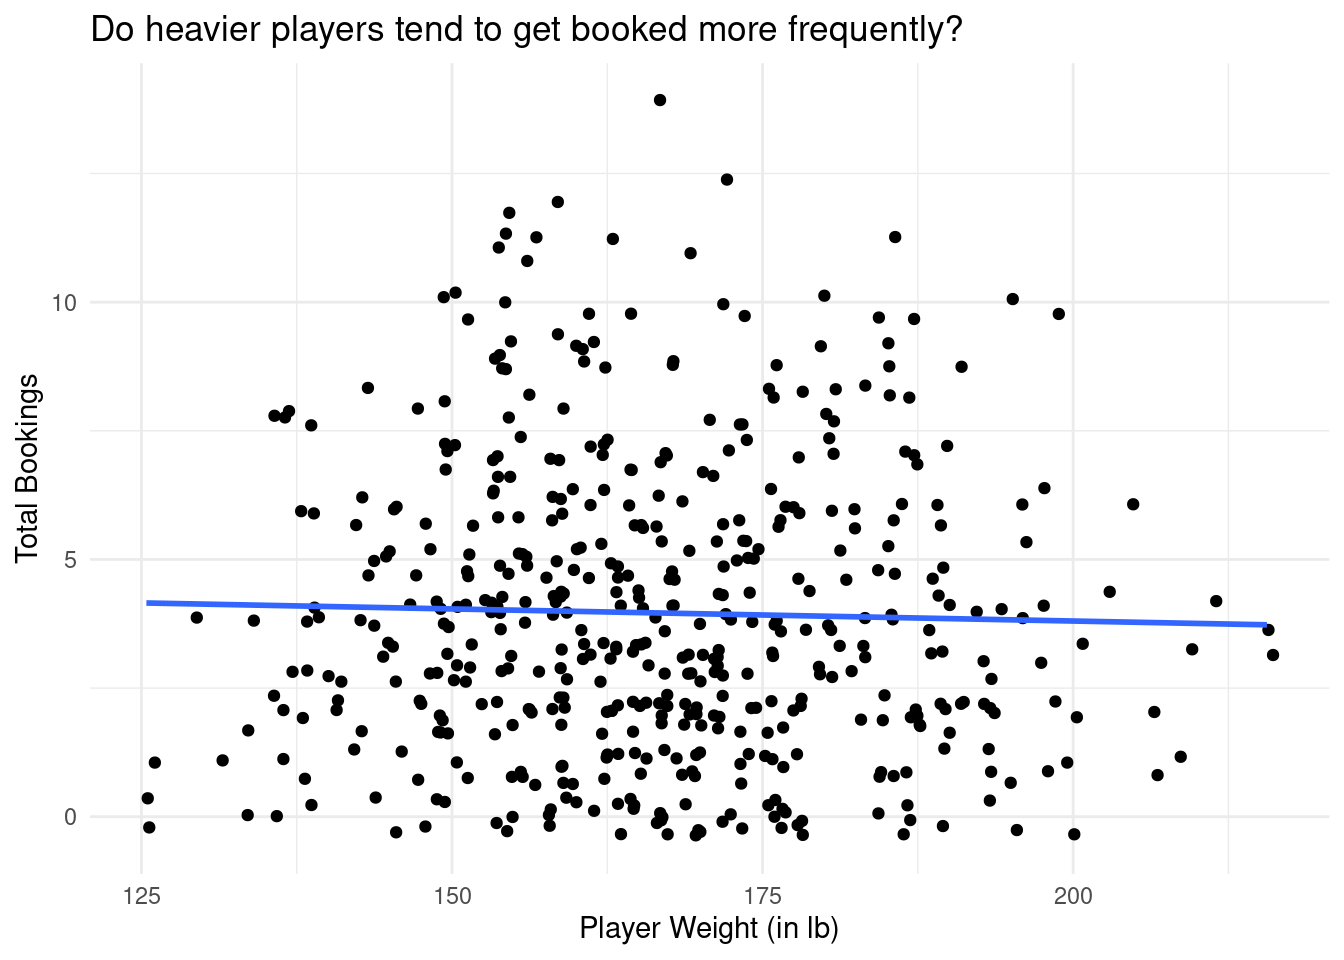 Do heavier players tend to get booked more frequently?
Total Bookings
10
5
0
125 150 175 200
Player Weight (in lb)